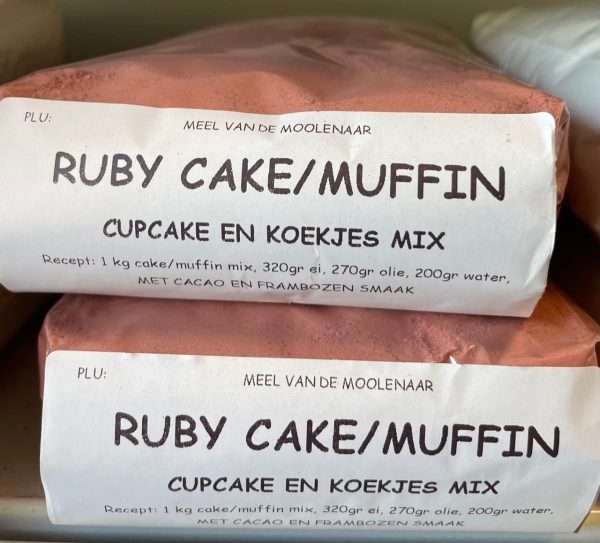 PLU:
MEEL VAN DE MOOLENAAR
RUBY CAKE/MUFFIN
CUPCAKE EN KOEKJES MIX
Recept: 1 kg cake/muffin mix, 320gr ei, 270gr olie, 200gr water,
MET CACAO EN FRAMBOZEN SMAAK
PLU:
MEEL VAN DE MOOLENAAR
RUBY CAKE/MUFFIN
CUPCAKE EN KOEKJES MIX
Recept: 1 kg cake/muffin mix, 320gr ei, 270gr olie, 200gr water,
MET CACAO EN FRAMBOZEN SMAAK